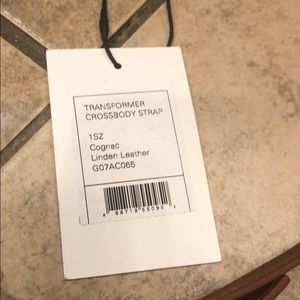 TRANSFORMER
CROSSBODY STRAP
1SZ
Cognac
Linden Leather
G07AC065